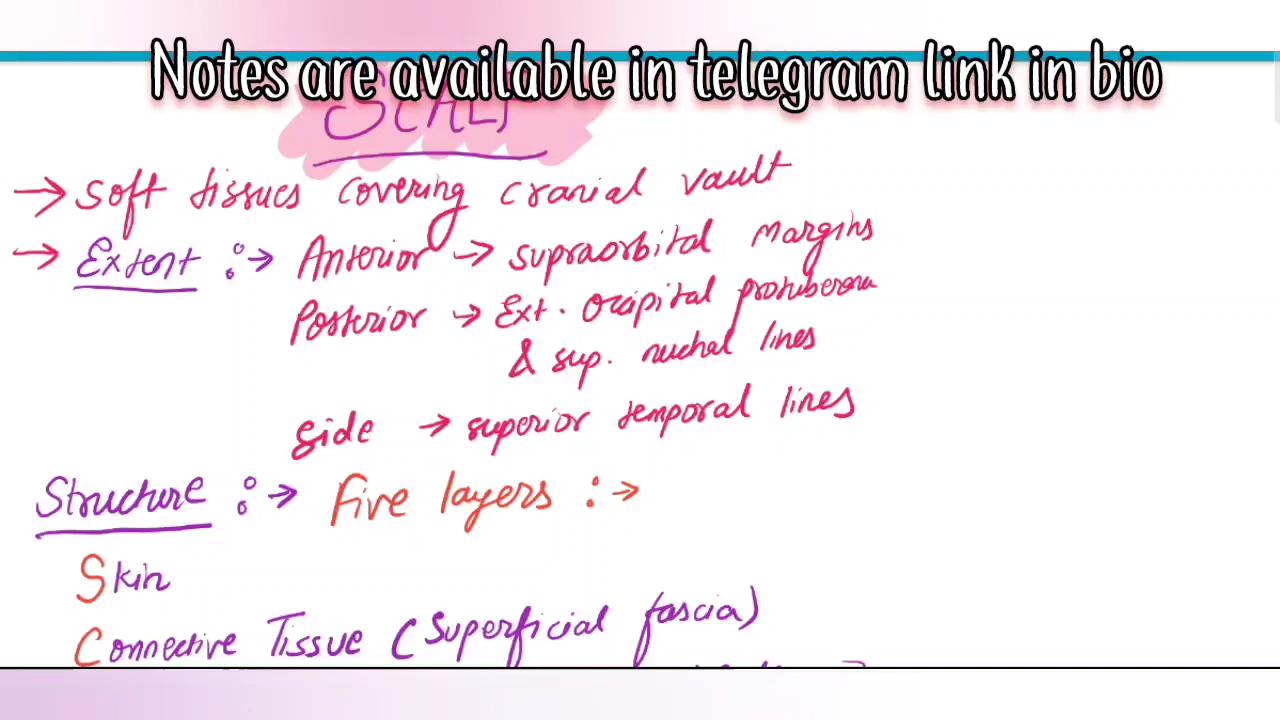 Notes are available in telegram link in bio
SCALP
→ Soft tissues covering cranial vault
→ Extent :→ Anterior → supraorbital margins
Posterior → Ext. occipital protuberance
& sup. nuchal lines
side → superior temporal lines
Structure :→ Five layers :→
Skin
Connective Tissue (Superficial fascia)